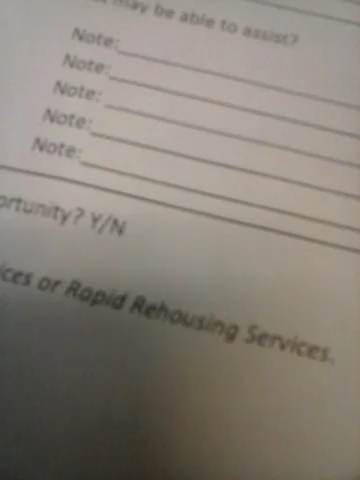 may be able to assist?
Note:
Note:
Note:
Note:
Note:
ortunity? Y/N
ices or Rapid Rehousing Services.